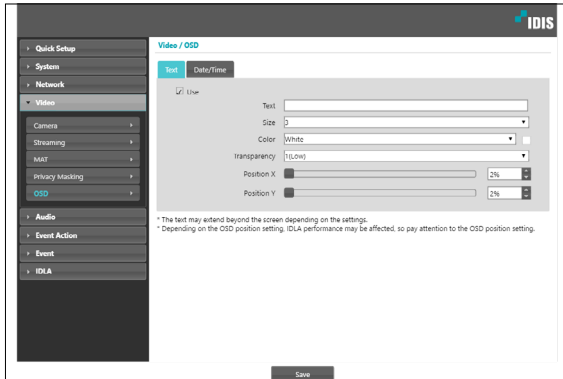 IDIS
Quick Setup
System
Network
Video
Camera
Streaming
MAT
Privacy Masking
OSD
Audio
Event Action
Event
IDLA
Video / OSD
Text Date/Time
Use
Text
Size 3
Color White
Transparency 1(Low)
Position X 2%
Position Y 2%
* The text may extend beyond the screen depending on the settings.
* Depending on the OSD position setting, IDLA performance may be affected, so pay attention to the OSD position setting.
Save